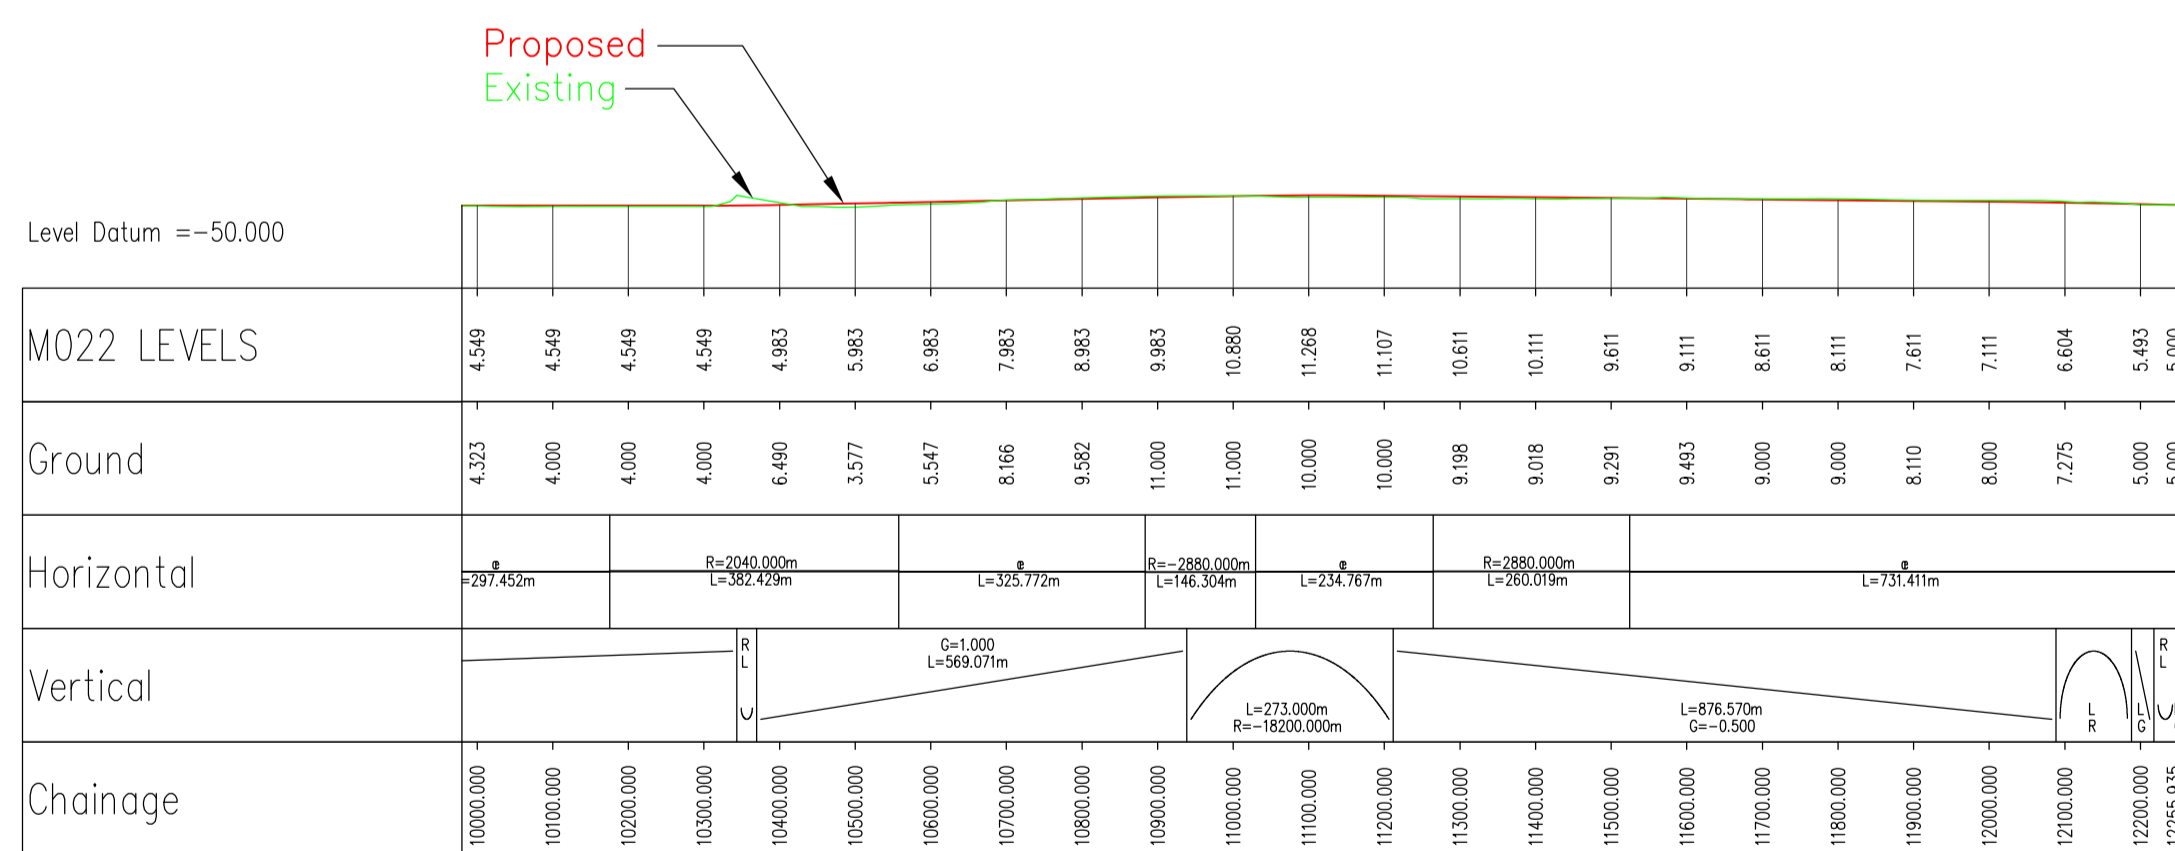 Proposed
Existing
Level Datum =-50.000
M022 LEVELS
4.549 4.549 4.549 4.549 4.983 5.983 6.983 7.983 8.983 9.983 10.880 11.268 11.107 10.611 10.111 9.611 9.111 8.611 8.111 7.611 7.111 6.604 5.493
Ground
4.323 4.000 4.000 4.000 6.490 3.577 5.547 8.166 9.582 11.000 11.000 10.000 10.000 9.198 9.018 9.291 9.493 9.000 9.000 8.110 8.000 7.275 5.000
Horizontal
=297.452m
R=2040.000m
L=382.429m
L=325.772m
R=-2880.000m
L=146.304m
L=234.767m
R=2880.000m
L=260.019m
L=731.411m
Vertical
R
L
G=1.000
L=569.071m
L=273.000m
R=-18200.000m
L=876.570m
G=-0.500
L
R
L
G
R
L
Chainage
10000.000 10100.000 10200.000 10300.000 10400.000 10500.000 10600.000 10700.000 10800.000 10900.000 11000.000 11100.000 11200.000 11300.000 11400.000 11500.000 11600.000 11700.000 11800.000 11900.000 12000.000 12100.000 12200.000